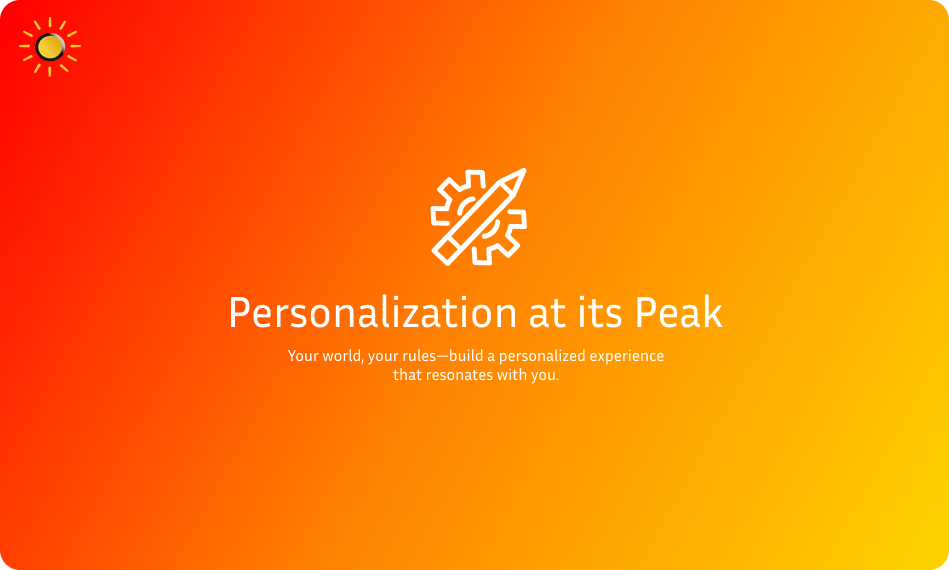 Personalization at its Peak
Your world, your rules—build a personalized experience
that resonates with you.